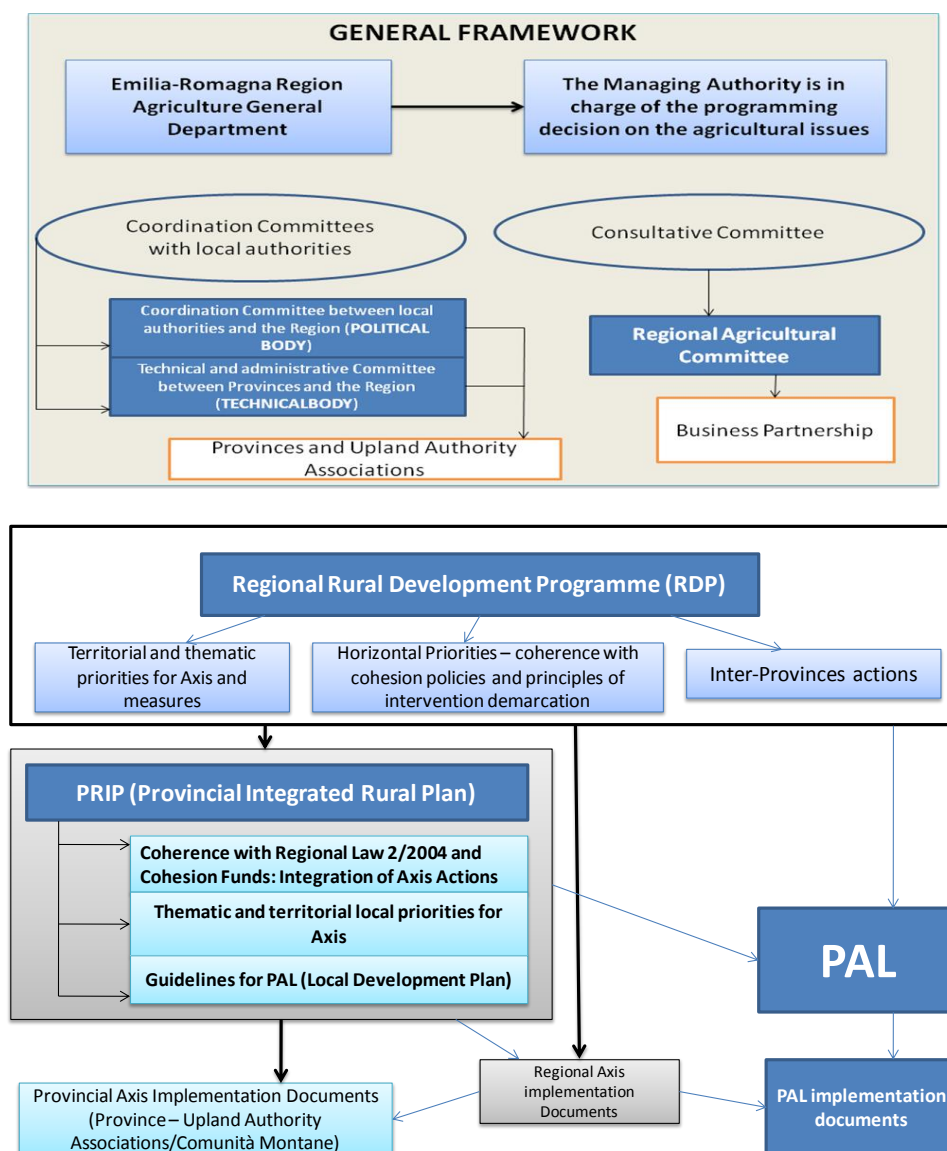 GENERAL FRAMEWORK
Emilia-Romagna Region
Agriculture General
Department
The Managing Authority is in
charge of the programming
decision on the agricultural issues
Coordination Committees
with local authorities
Consultative Committee
Coordination Committee between local
authorities and the Region (POLITICAL
BODY)
Technical and administrative Committee
between Provinces and the Region
(TECHNICALBODY)
Regional Agricultural
Committee
Provinces and Upland Authority
Associations
Business Partnership
Regional Rural Development Programme (RDP)
Territorial and thematic
priorities for Axis and
measures
Horizontal Priorities – coherence with
cohesion policies and principles of
intervention demarcation
Inter-Provinces actions
PRIP (Provincial Integrated Rural Plan)
Coherence with Regional Law 2/2004 and
Cohesion Funds: Integration of Axis Actions
Thematic and territorial local priorities for
Axis
Guidelines for PAL (Local Development Plan)
PAL
Provincial Axis Implementation Documents
(Province – Upland Authority
Associations/Comunità Montane)
Regional Axis
implementation
Documents
PAL implementation
documents